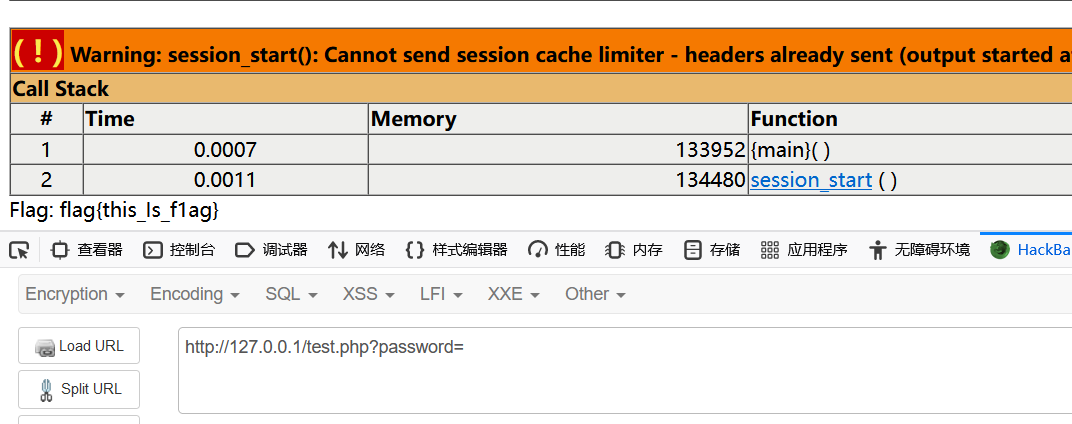 ( ! ) Warning: session_start(): Cannot send session cache limiter - headers already sent (output started
Call Stack
# Time Memory Function
1 0.0007 133952 {main}( )
2 0.0011 134480 session_start ( )
Flag: flag{this_Is_f1ag}
查看器 控制台 调试器 网络 样式编辑器 性能 内存 存储 应用程序 无障碍环境 HackBa
Encryption Encoding SQL XSS LFI XXE Other
Load URL http://127.0.0.1/test.php?password=
Split URL